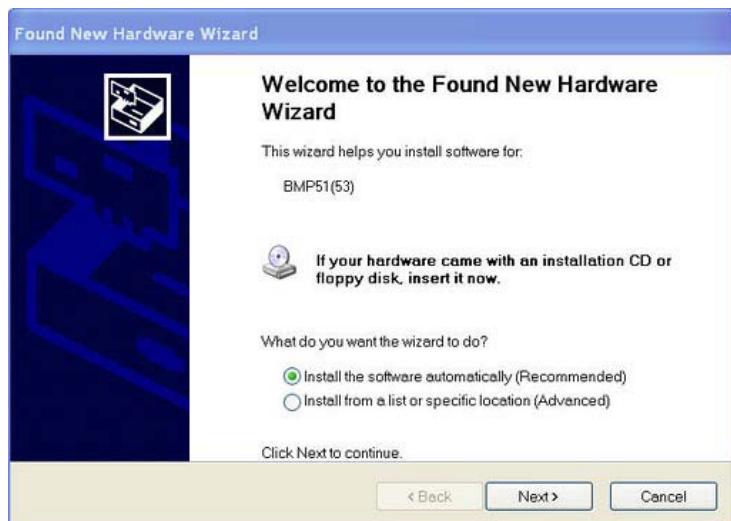 Found New Hardware Wizard
Welcome to the Found New Hardware
Wizard
This wizard helps you install software for:
BMP51(53)
If your hardware came with an installation CD or
floppy disk, insert it now.
What do you want the wizard to do?
Install the software automatically (Recommended)
Install from a list or specific location (Advanced)
Click Next to continue.
< Back Next > Cancel